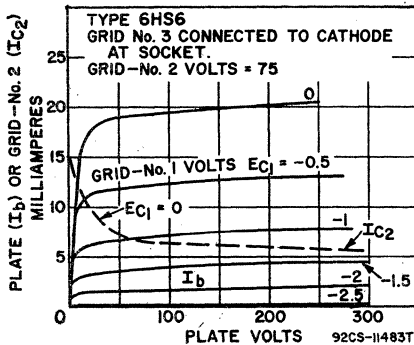 TYPE 6HS6
GRID No. 3 CONNECTED TO CATHODE
AT SOCKET.
GRID-No. 2 VOLTS = 75
PLATE (Ib) OR GRID-No. 2 (IC2)
MILLIAMPERES
20
15
10
5
0
0
GRID-No. 1 VOLTS EC1 = -0.5
EC1 = 0
-1
IC2
Ib
-1.5
-2
-2.5
100
200
300
PLATE VOLTS
92CS-11483T